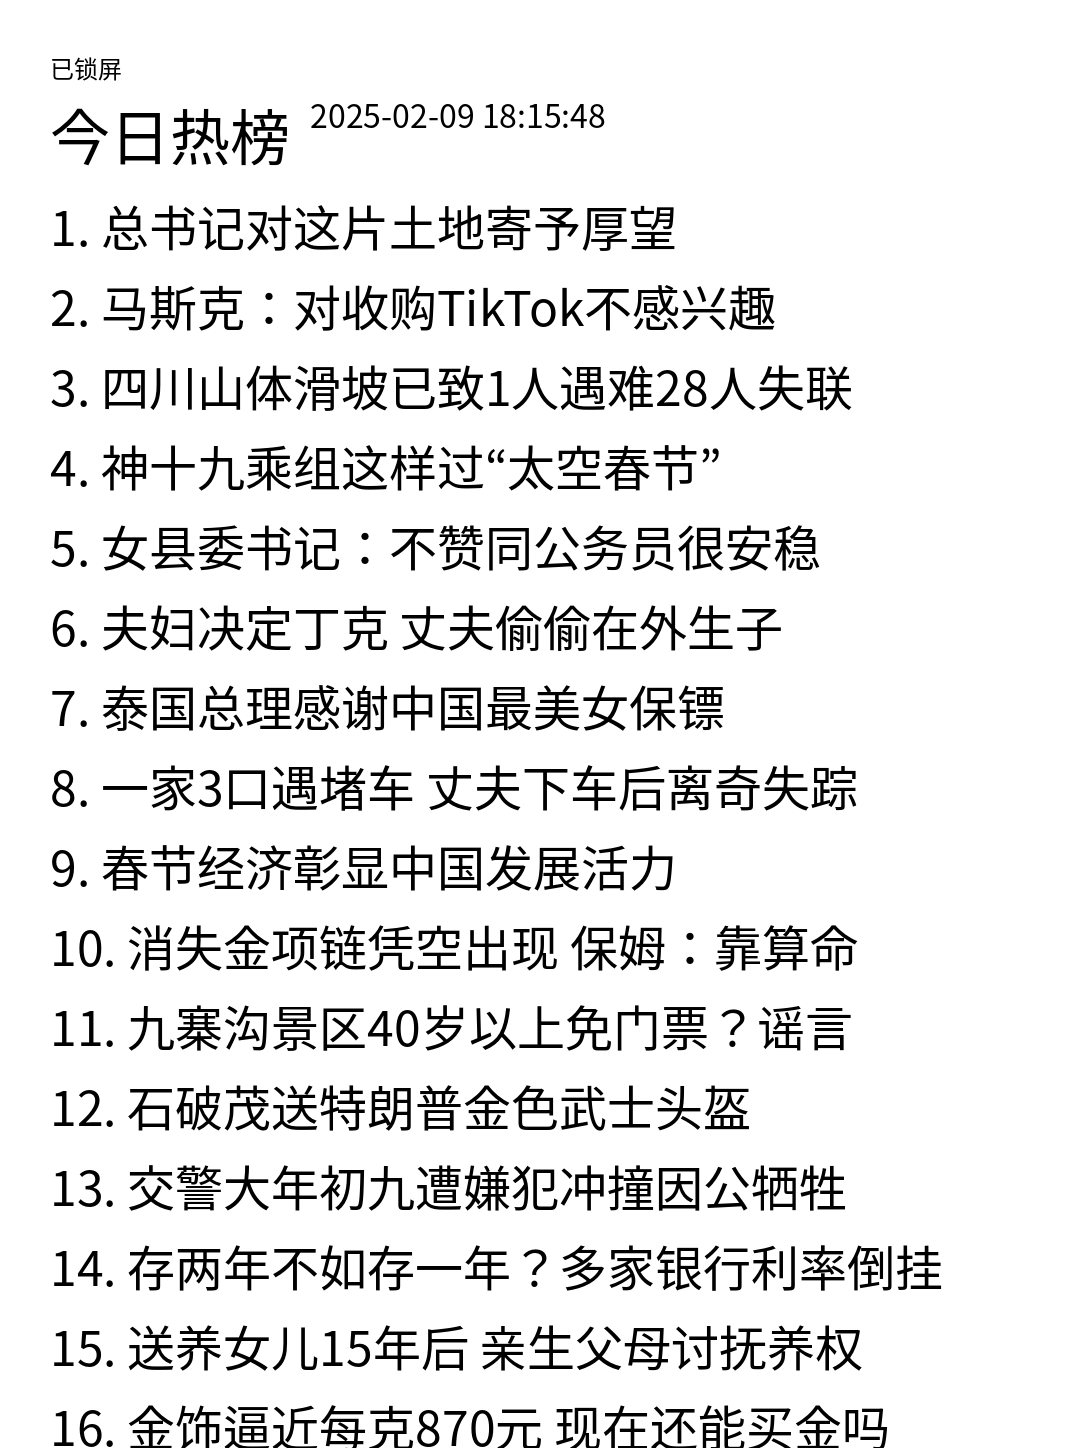 已锁屏
今日热榜 2025-02-09 18:15:48
1. 总书记对这片土地寄予厚望
2. 马斯克：对收购TikTok不感兴趣
3. 四川山体滑坡已致1人遇难28人失联
4. 神十九乘组这样过“太空春节”
5. 女县委书记：不赞同公务员很安稳
6. 夫妇决定丁克 丈夫偷偷在外生子
7. 泰国总理感谢中国最美女保镖
8. 一家3口遇堵车 丈夫下车后离奇失踪
9. 春节经济彰显中国发展活力
10. 消失金项链凭空出现 保姆：靠算命
11. 九寨沟景区40岁以上免门票？谣言
12. 石破茂送特朗普金色武士头盔
13. 交警大年初九遭嫌犯冲撞因公牺牲
14. 存两年不如存一年？多家银行利率倒挂
15. 送养女儿15年后 亲生父母讨抚养权
16. 金饰逼近每克870元 现在还能买金吗